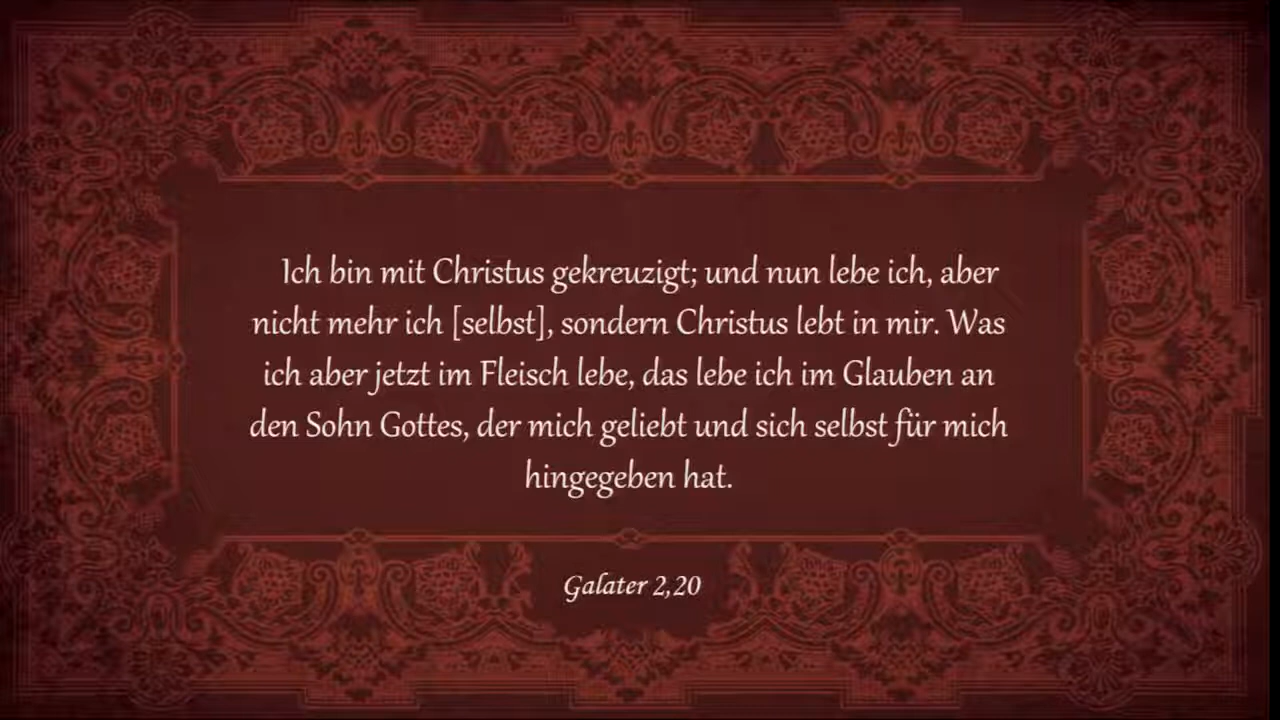 Ich bin mit Christus gekreuzigt; und nun lebe ich, aber
nicht mehr ich [selbst], sondern Christus lebt in mir. Was
ich aber jetzt im Fleisch lebe, das lebe ich im Glauben an
den Sohn Gottes, der mich geliebt und sich selbst für mich
hingegeben hat.
Galater 2,20